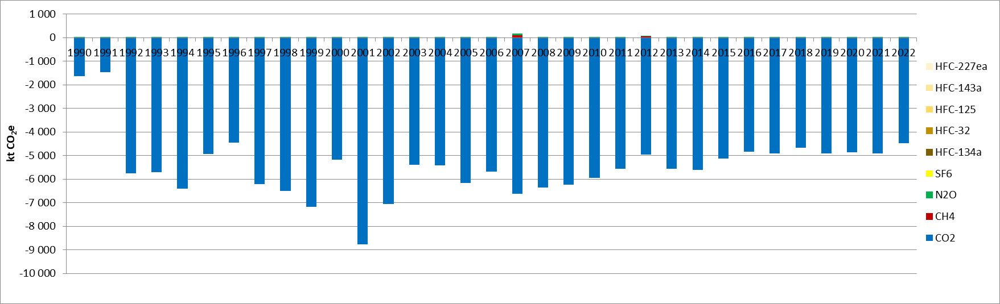 1 000
0
-1 000
-2 000
-3 000
-4 000
-5 000
-6 000
-7 000
-8 000
-9 000
-10 000
kt CO₂e
1990 1991 1992 1993 1994 1995 1996 1997 1998 1999 2000 2001 2002 2003 2004 2005 2006 2007 2008 2009 2010 2011 2012 2013 2014 2015 2016 2017 2018 2019 2020 2021 2022
HFC-227ea
HFC-143a
HFC-125
HFC-32
HFC-134a
SF6
N2O
CH4
CO2